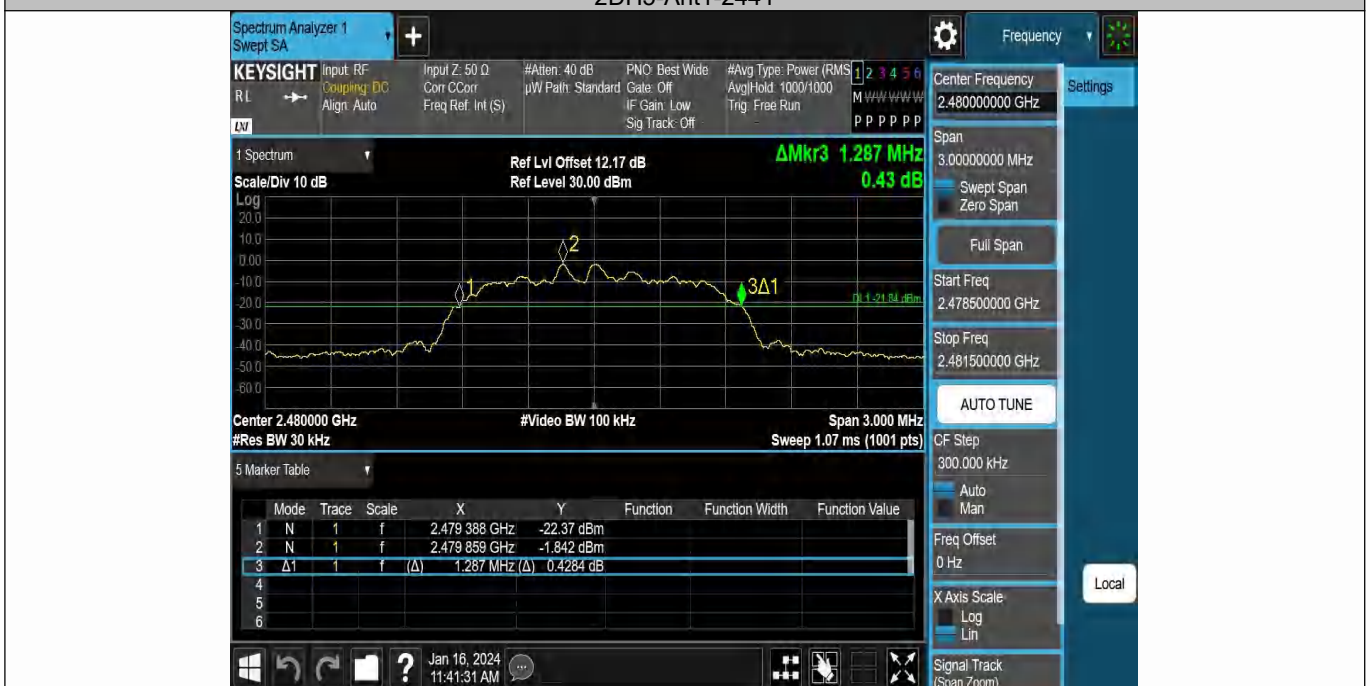 2DH5-Ant1-2441
Spectrum Analyzer 1
Swept SA
+
Frequency
KEYSIGHT
RL
LXI
Input: RF
Coupling: DC
Align: Auto
Input Z: 50 Ω
Corr CCorr
Freq Ref: Int (S)
#Atten: 40 dB
µW Path: Standard
PNO: Best Wide
Gate: Off
IF Gain: Low
Sig Track: Off
#Avg Type: Power (RMS
Avg|Hold: 1000/1000
Trig: Free Run
1 2 3 4 5 6
M W W W W W
P P P P P P
Center Frequency
2.480000000 GHz
Settings
Span
3.00000000 MHz
Swept Span
Zero Span
Full Span
Start Freq
2.478500000 GHz
Stop Freq
2.481500000 GHz
AUTO TUNE
CF Step
300.000 kHz
Auto
Man
Freq Offset
0 Hz
X Axis Scale
Log
Lin
Signal Track
(Span Zoom)
Local
1 Spectrum
Scale/Div 10 dB
Ref Lvl Offset 12.17 dB
Ref Level 30.00 dBm
ΔMkr3 1.287 MHz
0.43 dB
Log
20.0
10.0
0.00
-10.0
-20.0
-30.0
-40.0
-50.0
-60.0
1
2
3Δ1
DL1 -21.84 dBm
Center 2.480000 GHz
#Video BW 100 kHz
Span 3.000 MHz
#Res BW 30 kHz
Sweep 1.07 ms (1001 pts)
5 Marker Table
Mode Trace Scale X Y Function Function Width Function Value
1 N 1 f 2.479 388 GHz -22.37 dBm
2 N 1 f 2.479 859 GHz -1.842 dBm
3 Δ1 1 f (Δ) 1.287 MHz (Δ) 0.4284 dB
4
5
6
?
Jan 16, 2024
11:41:31 AM